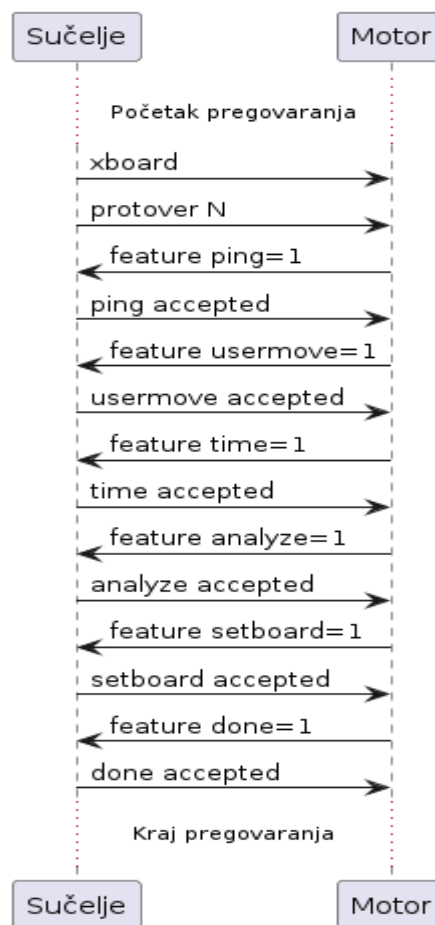 Sučelje Motor
Početak pregovaranja
xboard
protover N
feature ping=1
ping accepted
feature usermove=1
usermove accepted
feature time=1
time accepted
feature analyze=1
analyze accepted
feature setboard=1
setboard accepted
feature done=1
done accepted
Kraj pregovaranja
Sučelje Motor